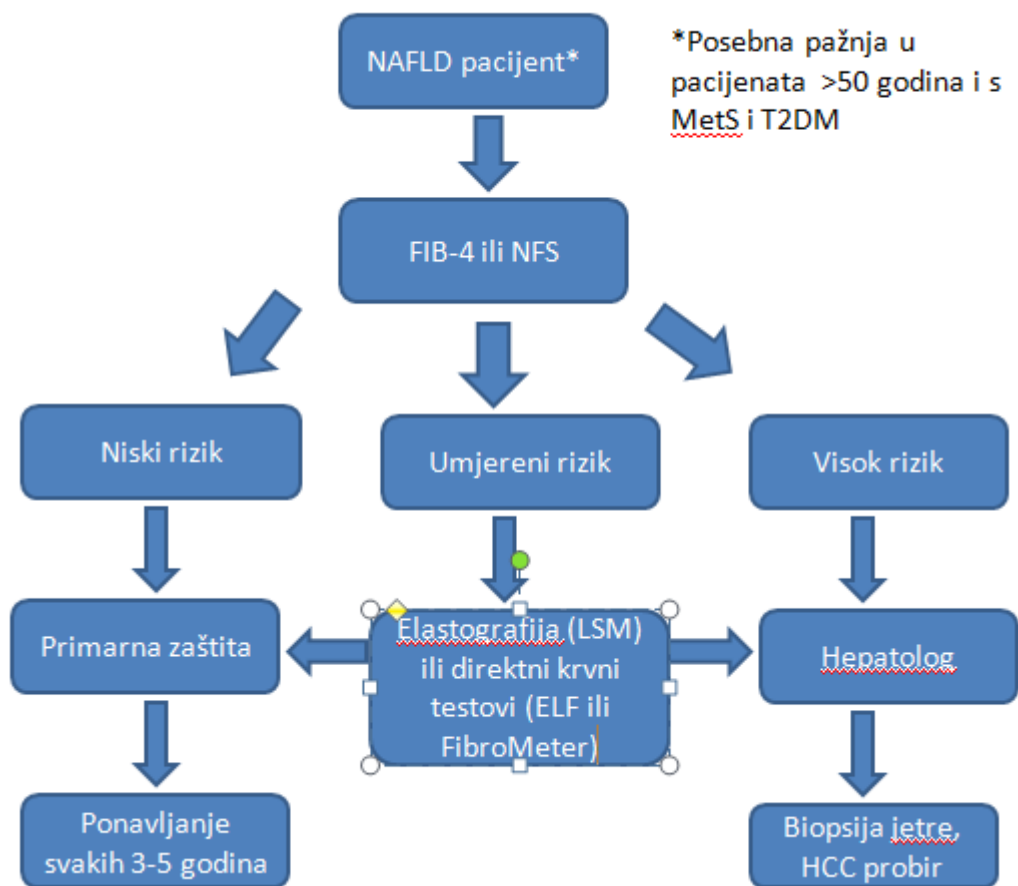 NAFLD pacijent*
*Posebna pažnja u
pacijenata >50 godina i s
MetS i T2DM
FIB-4 ili NFS
Niski rizik
Umjereni rizik
Visok rizik
Primarna zaštita
Elastografija (LSM)
ili direktni krvni
testovi (ELF ili
FibroMeter)
Hepatolog
Ponavljanje
svakih 3-5 godina
Biopsija jetre,
HCC probir